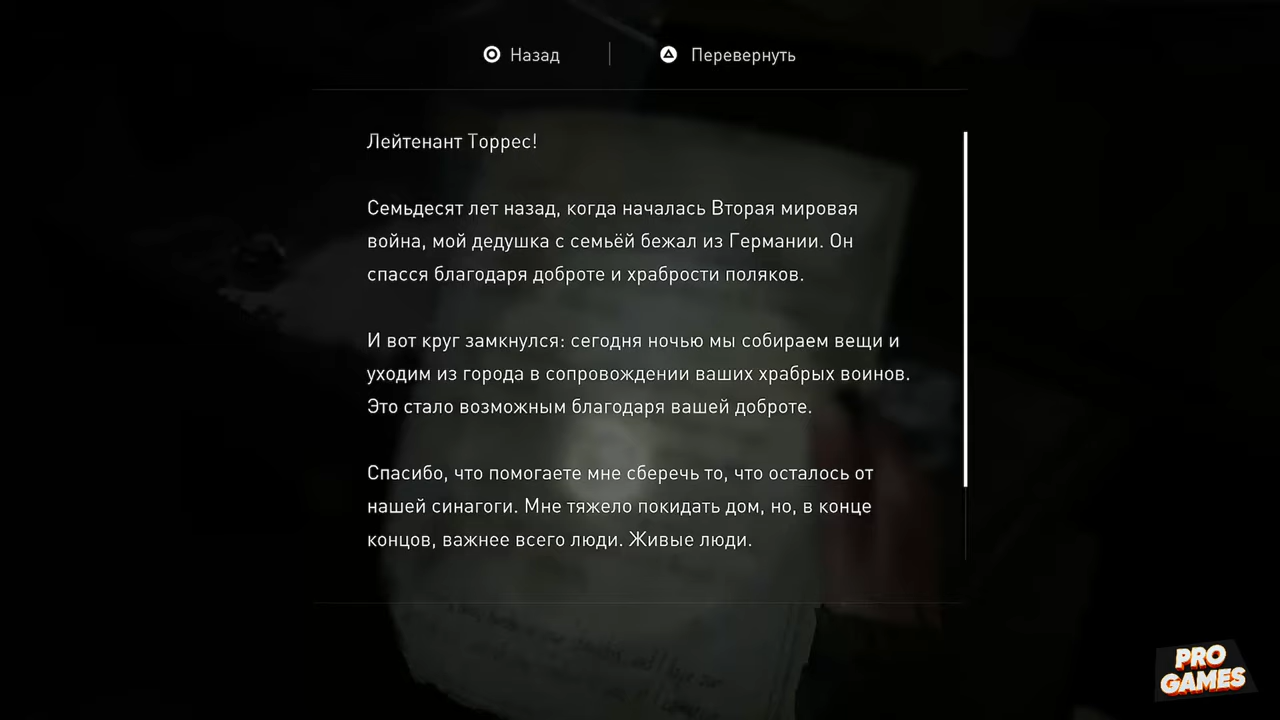 Назад
Перевернуть
Лейтенант Торрес!
Семьдесят лет назад, когда началась Вторая мировая
война, мой дедушка с семьёй бежал из Германии. Он
спасся благодаря доброте и храбрости поляков.
И вот круг замкнулся: сегодня ночью мы собираем вещи и
уходим из города в сопровождении ваших храбрых воинов.
Это стало возможным благодаря вашей доброте.
Спасибо, что помогаете мне сберечь то, что осталось от
нашей синагоги. Мне тяжело покидать дом, но, в конце
концов, важнее всего люди. Живые люди.
PRO
GAMES